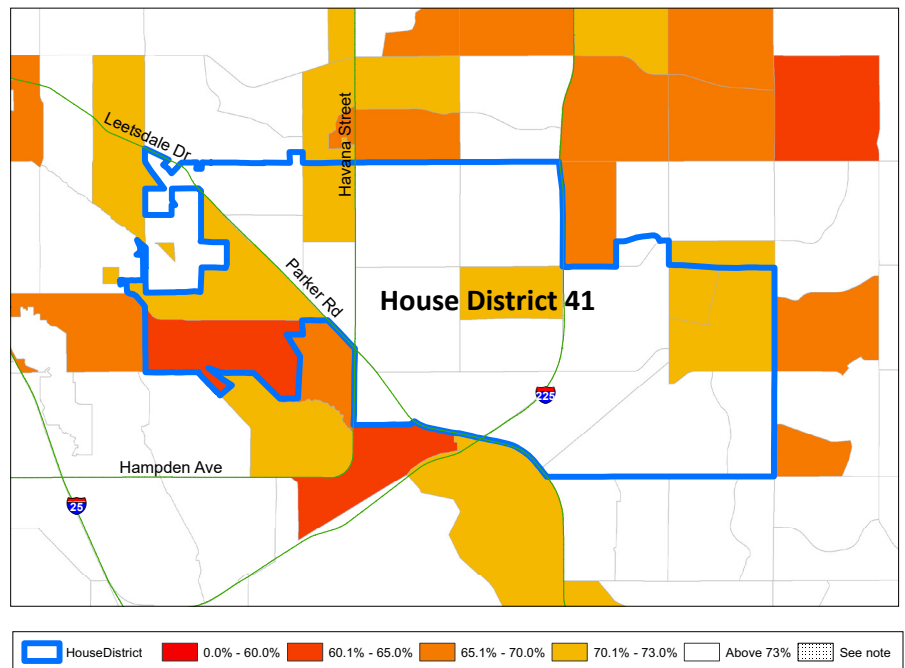 Leetsdale Dr
Havana Street
Parker Rd
House District 41
225
Hampden Ave
25
HouseDistrict 0.0% - 60.0% 60.1% - 65.0% 65.1% - 70.0% 70.1% - 73.0% Above 73% See note